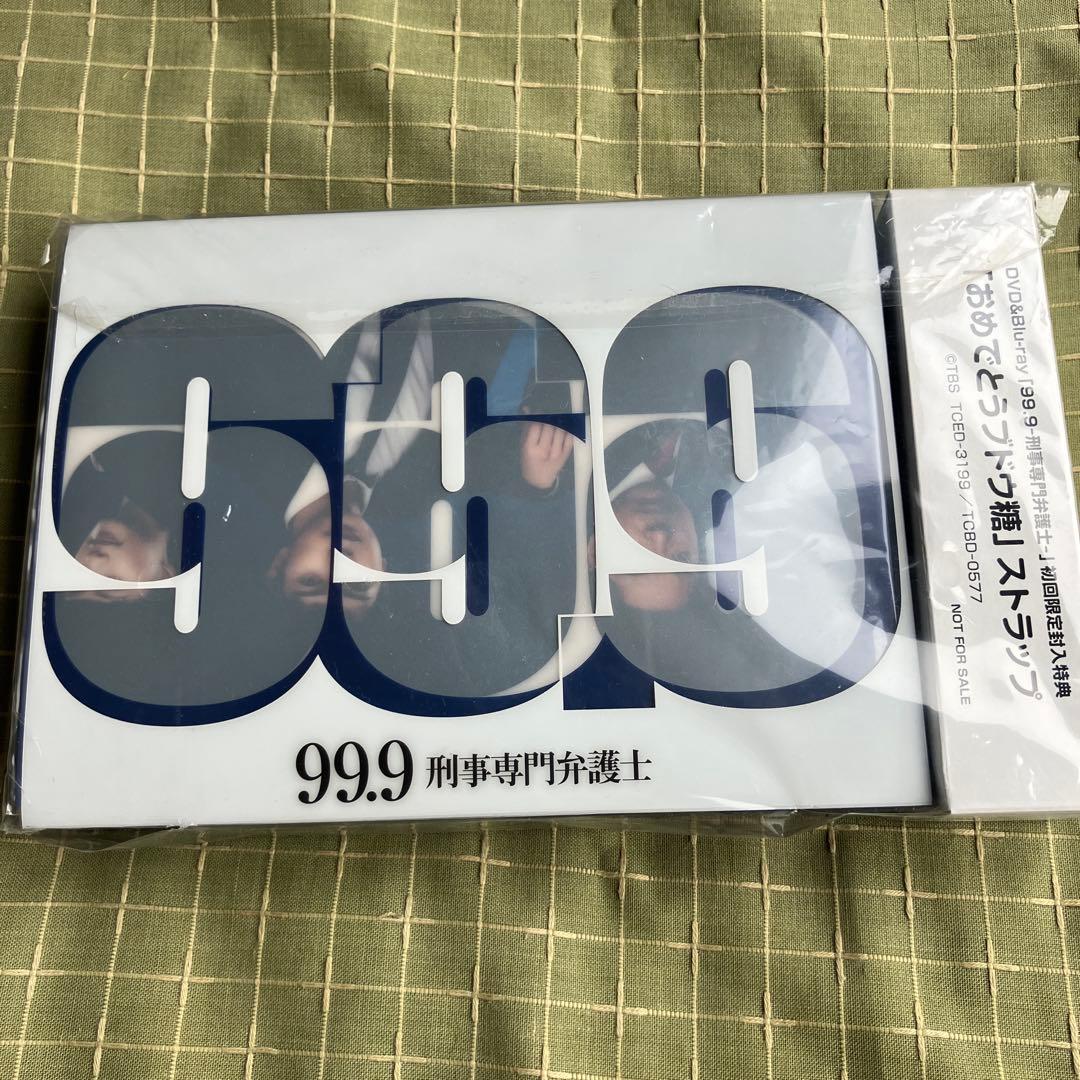 99.9
99.9 刑事専門弁護士
DVD&Blu-ray「99.9-刑事専門弁護士-」初回限定封入特典
「おめでとうブドウ糖」ストラップ
©TBS TCED-3199／TCBD-0577
NOT FOR SALE